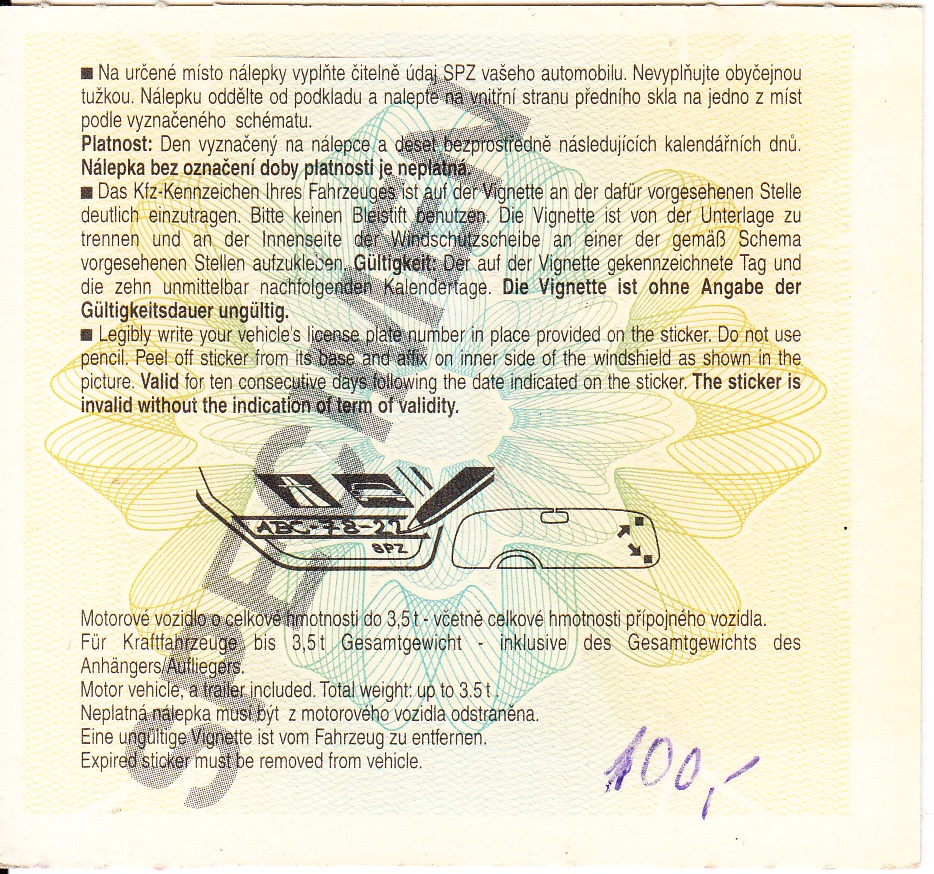 ■ Na určené místo nálepky vyplňte čitelně údaj SPZ vašeho automobilu. Nevyplňujte obyčejnou
tužkou. Nálepku oddělte od podkladu a nalepte na vnitřní stranu předního skla na jedno z míst
podle vyznačeného schématu.
Platnost: Den vyznačený na nálepce a deset bezprostředně následujících kalendářních dnů.
Nálepka bez označení doby platnosti je neplatná.
■ Das Kfz-Kennzeichen Ihres Fahrzeuges ist auf der Vignette an der dafür vorgesehenen Stelle
deutlich einzutragen. Bitte keinen Bleistift benutzen. Die Vignette ist von der Unterlage zu
trennen und an der Innenseite der Windschutzscheibe an einer der gemäß Schema
vorgesehenen Stellen aufzukleben. Gültigkeit: Der auf der Vignette gekennzeichnete Tag und
die zehn unmittelbar nachfolgenden Kalendertage. Die Vignette ist ohne Angabe der
Gültigkeitsdauer ungültig.
■ Legibly write your vehicle's license plate number in place provided on the sticker. Do not use
pencil. Peel off sticker from its base and affix on inner side of the windshield as shown in the
picture. Valid for ten consecutive days following the date indicated on the sticker. The sticker is
invalid without the indication of term of validity.
ABC-78-22
SPZ
Motorové vozidlo o celkové hmotnosti do 3,5 t - včetně celkové hmotnosti přípojného vozidla.
Für Kraftfahrzeuge bis 3,5 t Gesamtgewicht - inklusive des Gesamtgewichts des
Anhängers/Aufliegers.
Motor vehicle, a trailer included. Total weight: up to 3.5 t.
Neplatná nálepka musí být z motorového vozidla odstraněna.
Eine ungültige Vignette ist vom Fahrzeug zu entfernen.
Expired sticker must be removed from vehicle.
100,-
SPECIMEN